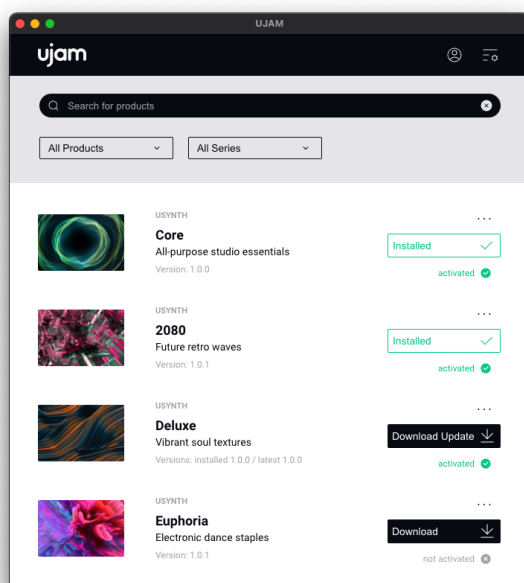 UJAM
ujam
Search for products
All Products
All Series
USYNTH
...
Core
Installed
All-purpose studio essentials
Version: 1.0.0
activated
USYNTH
...
2080
Installed
Future retro waves
Version: 1.0.1
activated
USYNTH
...
Deluxe
Download Update
Vibrant soul textures
Versions: installed 1.0.0 / latest 1.0.0
activated
USYNTH
...
Euphoria
Download
Electronic dance staples
Version: 1.0.1
not activated